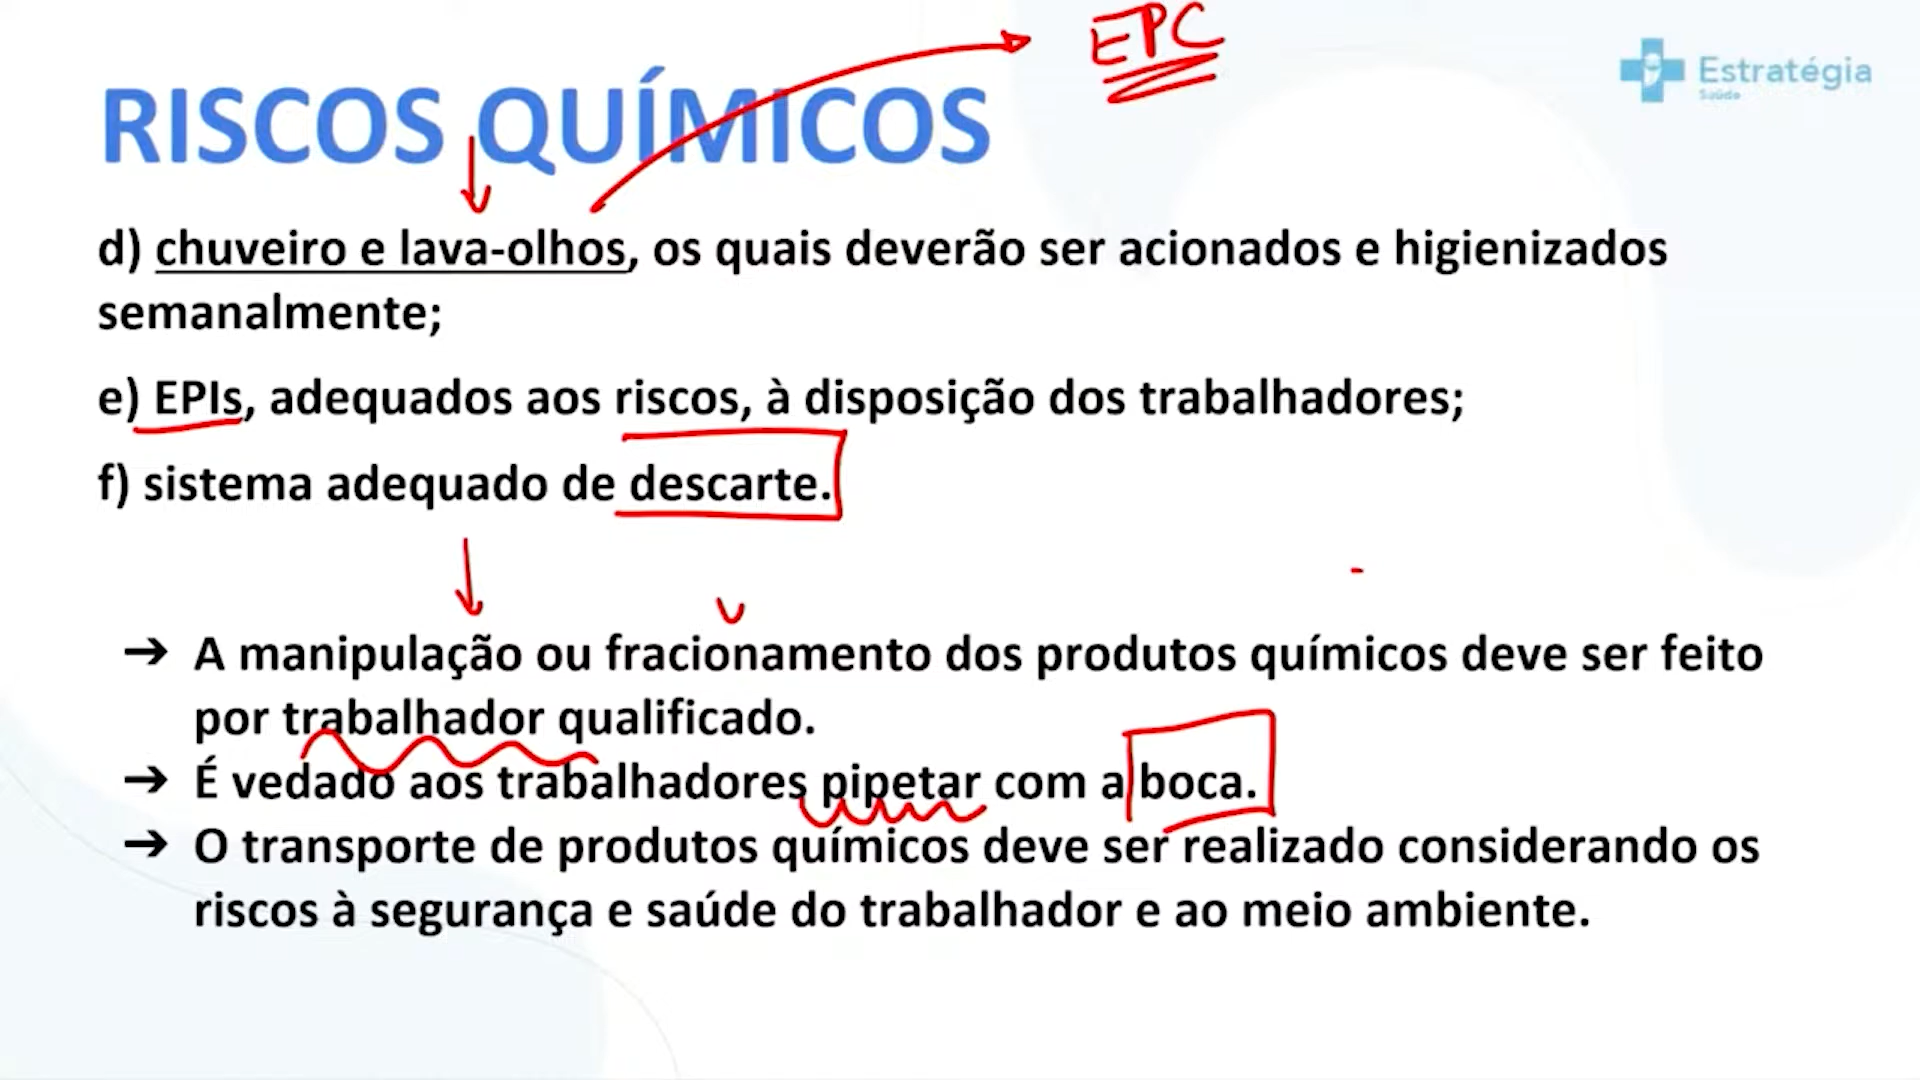 EPC
Estratégia
Saúde
RISCOS QUÍMICOS
d) chuveiro e lava-olhos, os quais deverão ser acionados e higienizados
semanalmente;
e) EPIs, adequados aos riscos, à disposição dos trabalhadores;
f) sistema adequado de descarte.
➔ A manipulação ou fracionamento dos produtos químicos deve ser feito
por trabalhador qualificado.
➔ É vedado aos trabalhadores pipetar com a boca.
➔ O transporte de produtos químicos deve ser realizado considerando os
riscos à segurança e saúde do trabalhador e ao meio ambiente.